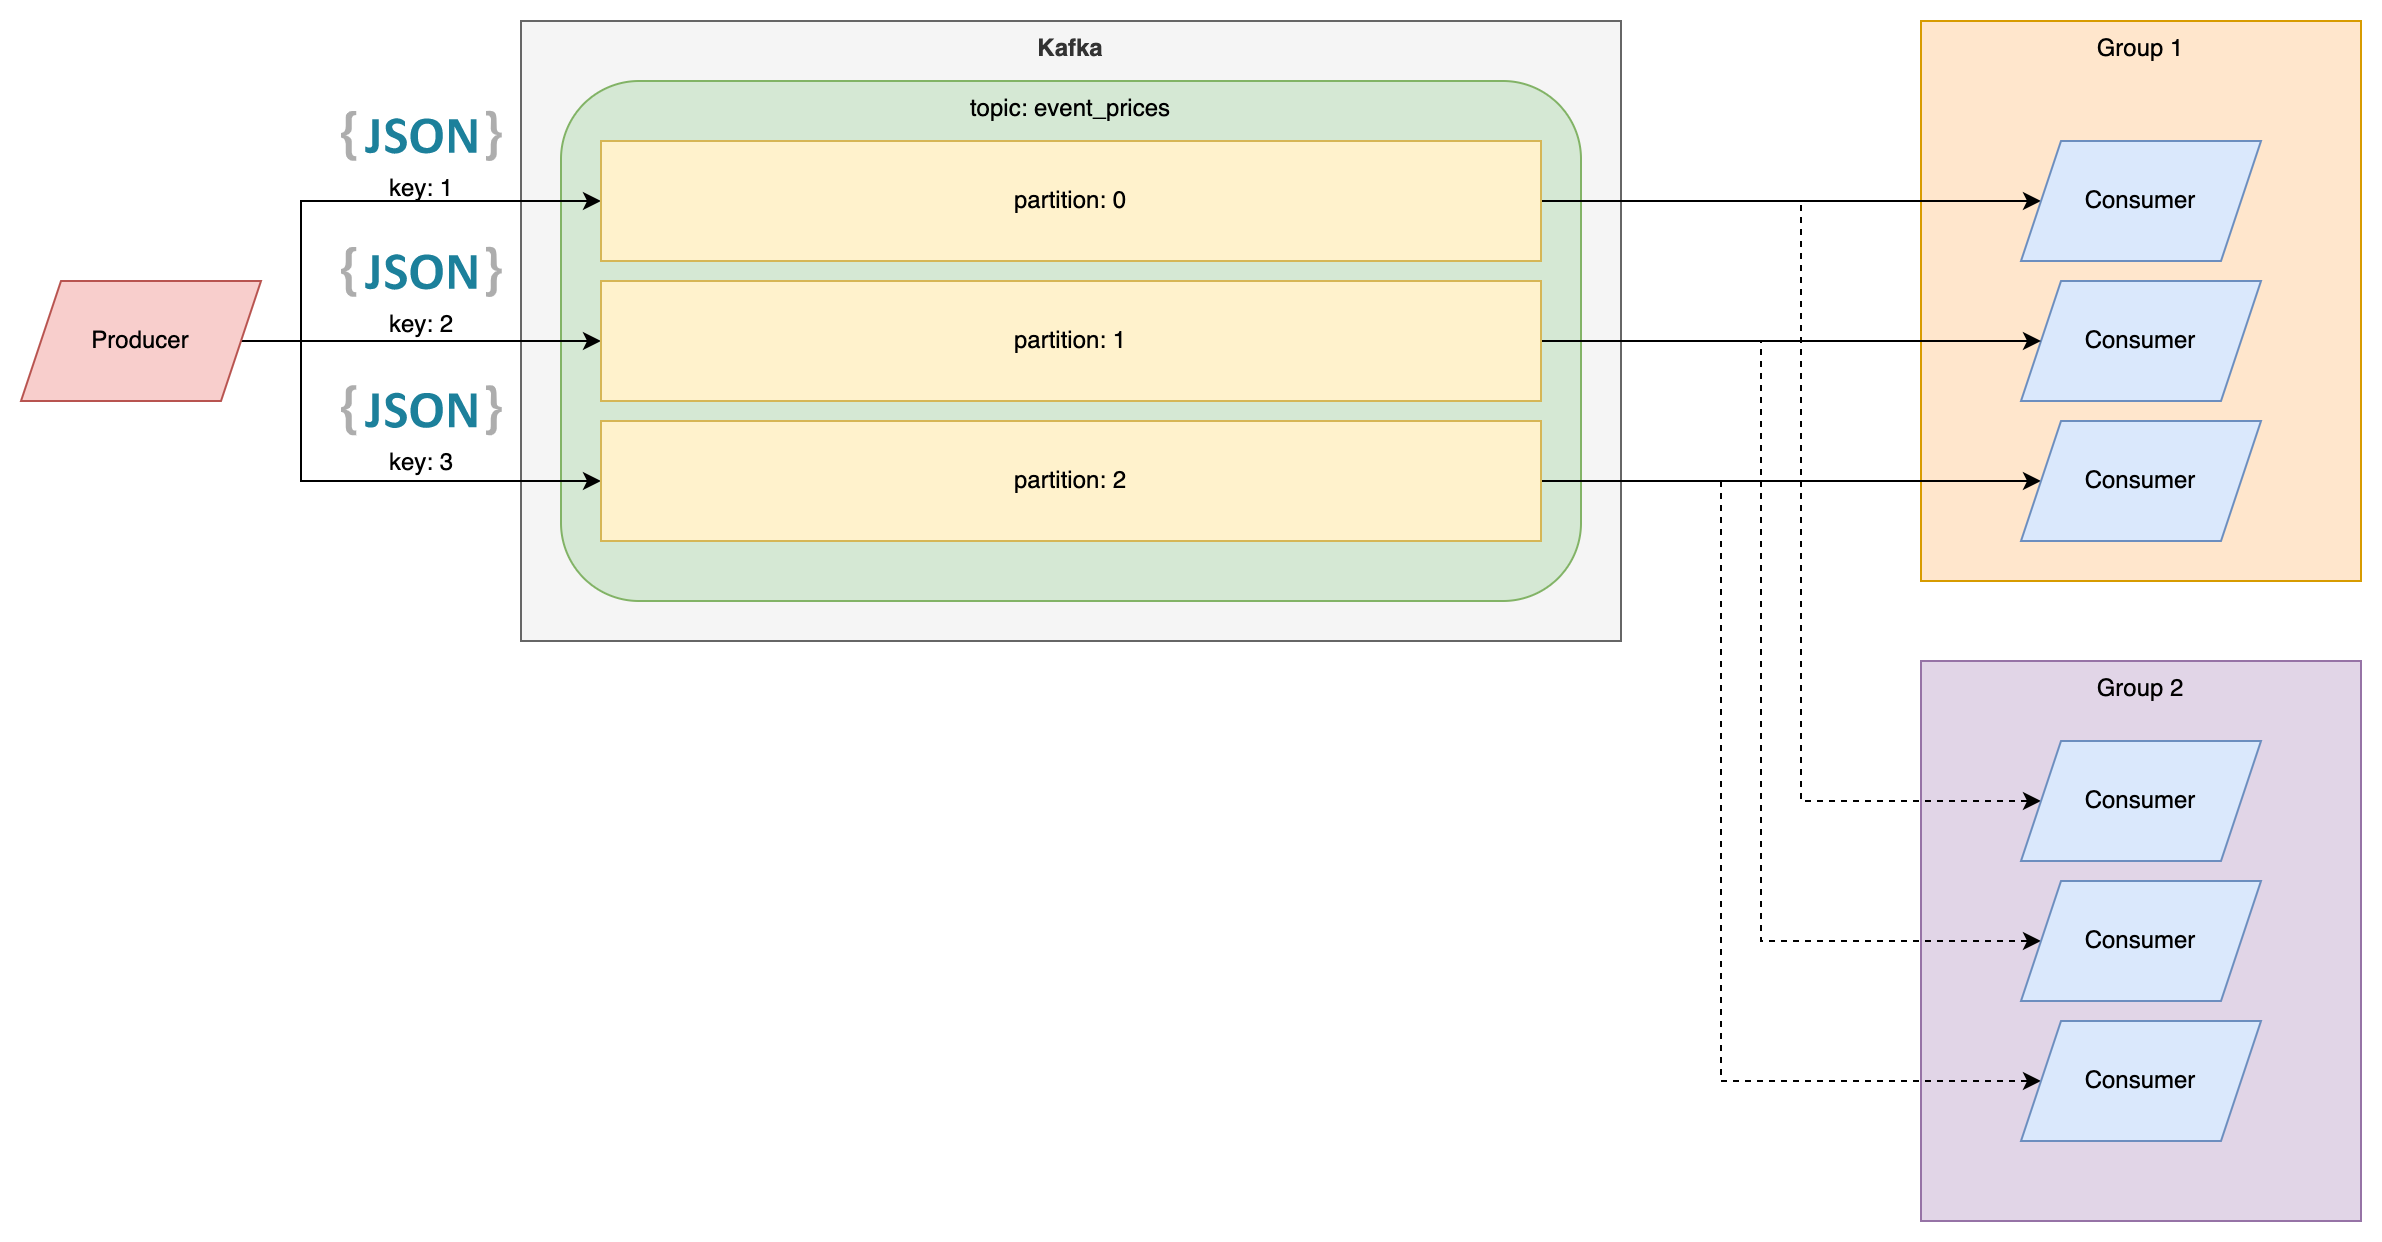 Kafka
topic: event_prices
{JSON}
key: 1
partition: 0
{JSON}
key: 2
Producer
partition: 1
{JSON}
key: 3
partition: 2
Group 1
Consumer
Consumer
Consumer
Group 2
Consumer
Consumer
Consumer